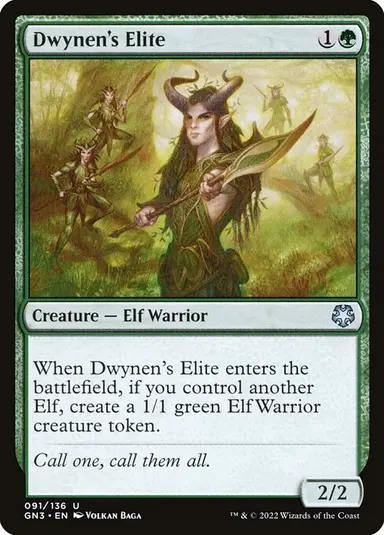 Dwynen's Elite 1
Creature — Elf Warrior
When Dwynen's Elite enters the
battlefield, if you control another
Elf, create a 1/1 green Elf Warrior
creature token.
Call one, call them all.
2/2
091/136 U
GN3 • EN Volkan Baga
™ & © 2022 Wizards of the Coast